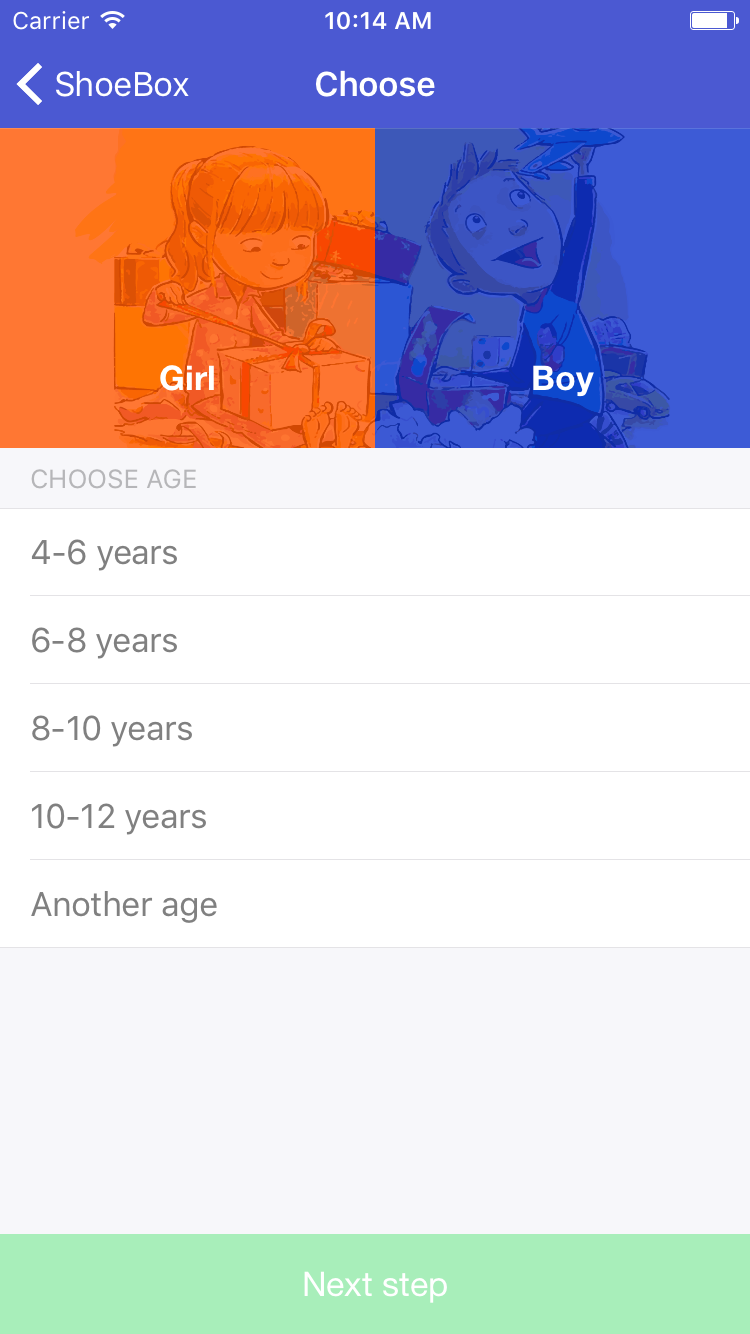 Carrier 10:14 AM
ShoeBox Choose
Girl Boy
CHOOSE AGE
4-6 years
6-8 years
8-10 years
10-12 years
Another age
Next step